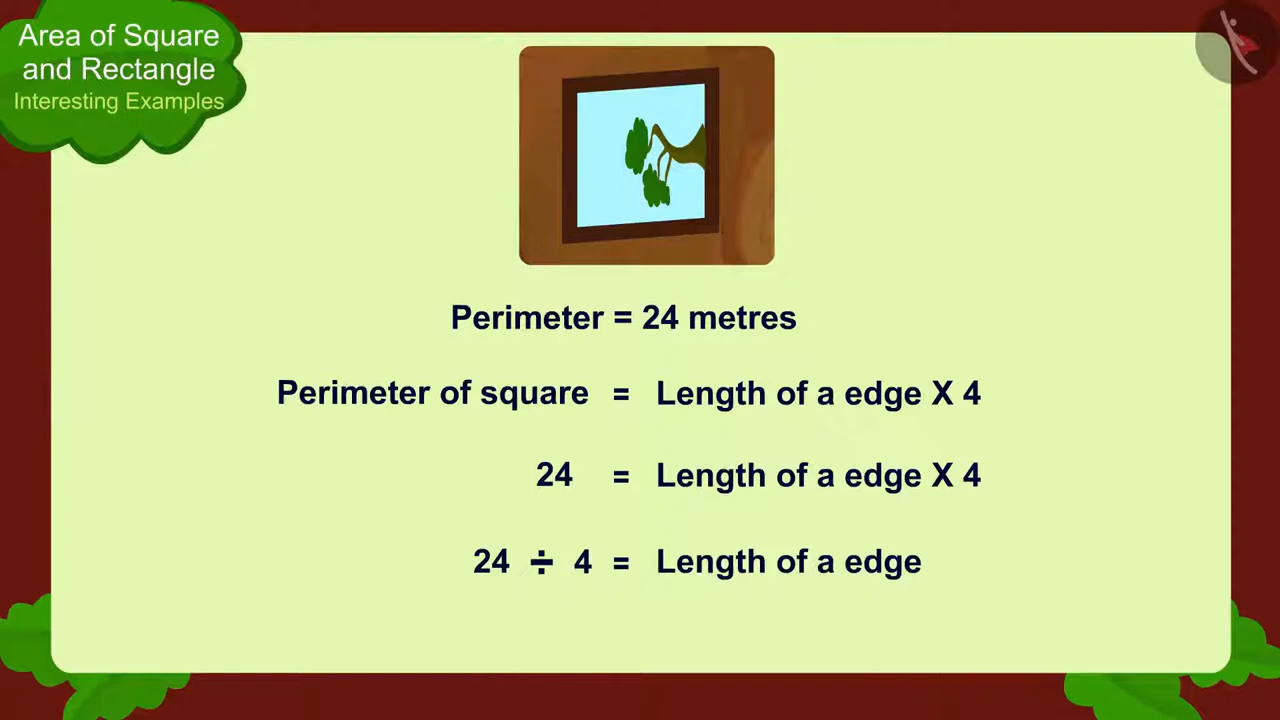 Area of Square
and Rectangle
Interesting Examples
Perimeter = 24 metres
Perimeter of square = Length of a edge X 4
24 = Length of a edge X 4
24 ÷ 4 = Length of a edge